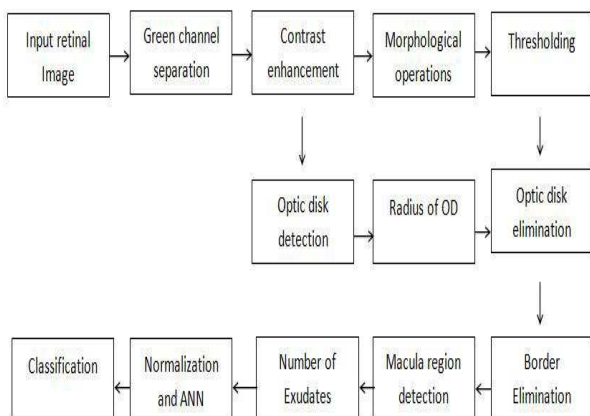 Input retinal
Image
Green channel
separation
Contrast
enhancement
Morphological
operations
Thresholding
Optic disk
detection
Radius of OD
Optic disk
elimination
Classification
Normalization
and ANN
Number of
Exudates
Macula region
detection
Border
Elimination